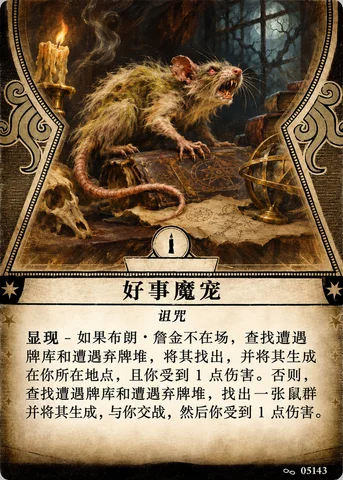 好事魔宠
诅咒
显现 – 如果布朗·詹金不在场，查找遭遇
牌库和遭遇弃牌堆，将其找出，并将其生成
在你所在地点，且你受到 1 点伤害。否则，
查找遭遇牌库和遭遇弃牌堆，找出一张鼠群
并将其生成，与你交战，然后你受到 1 点伤害。
05143